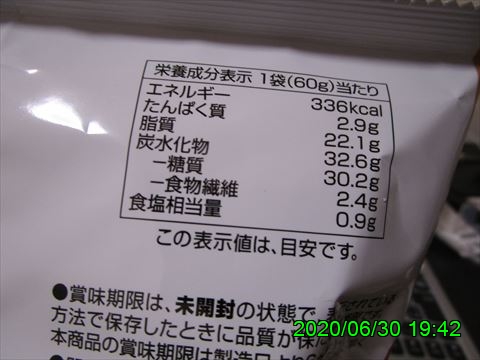 栄養成分表示 1袋(60g)当たり
エネルギー 336kcal
たんぱく質 2.9g
脂質 22.1g
炭水化物 32.6g
－糖質 30.2g
－食物繊維 2.4g
食塩相当量 0.9g
この表示値は、目安です。
●賞味期限は、未開封の状態で
方法で保存したときに品質が保
本商品の賞味期限は製造日
2020/06/30 19:42